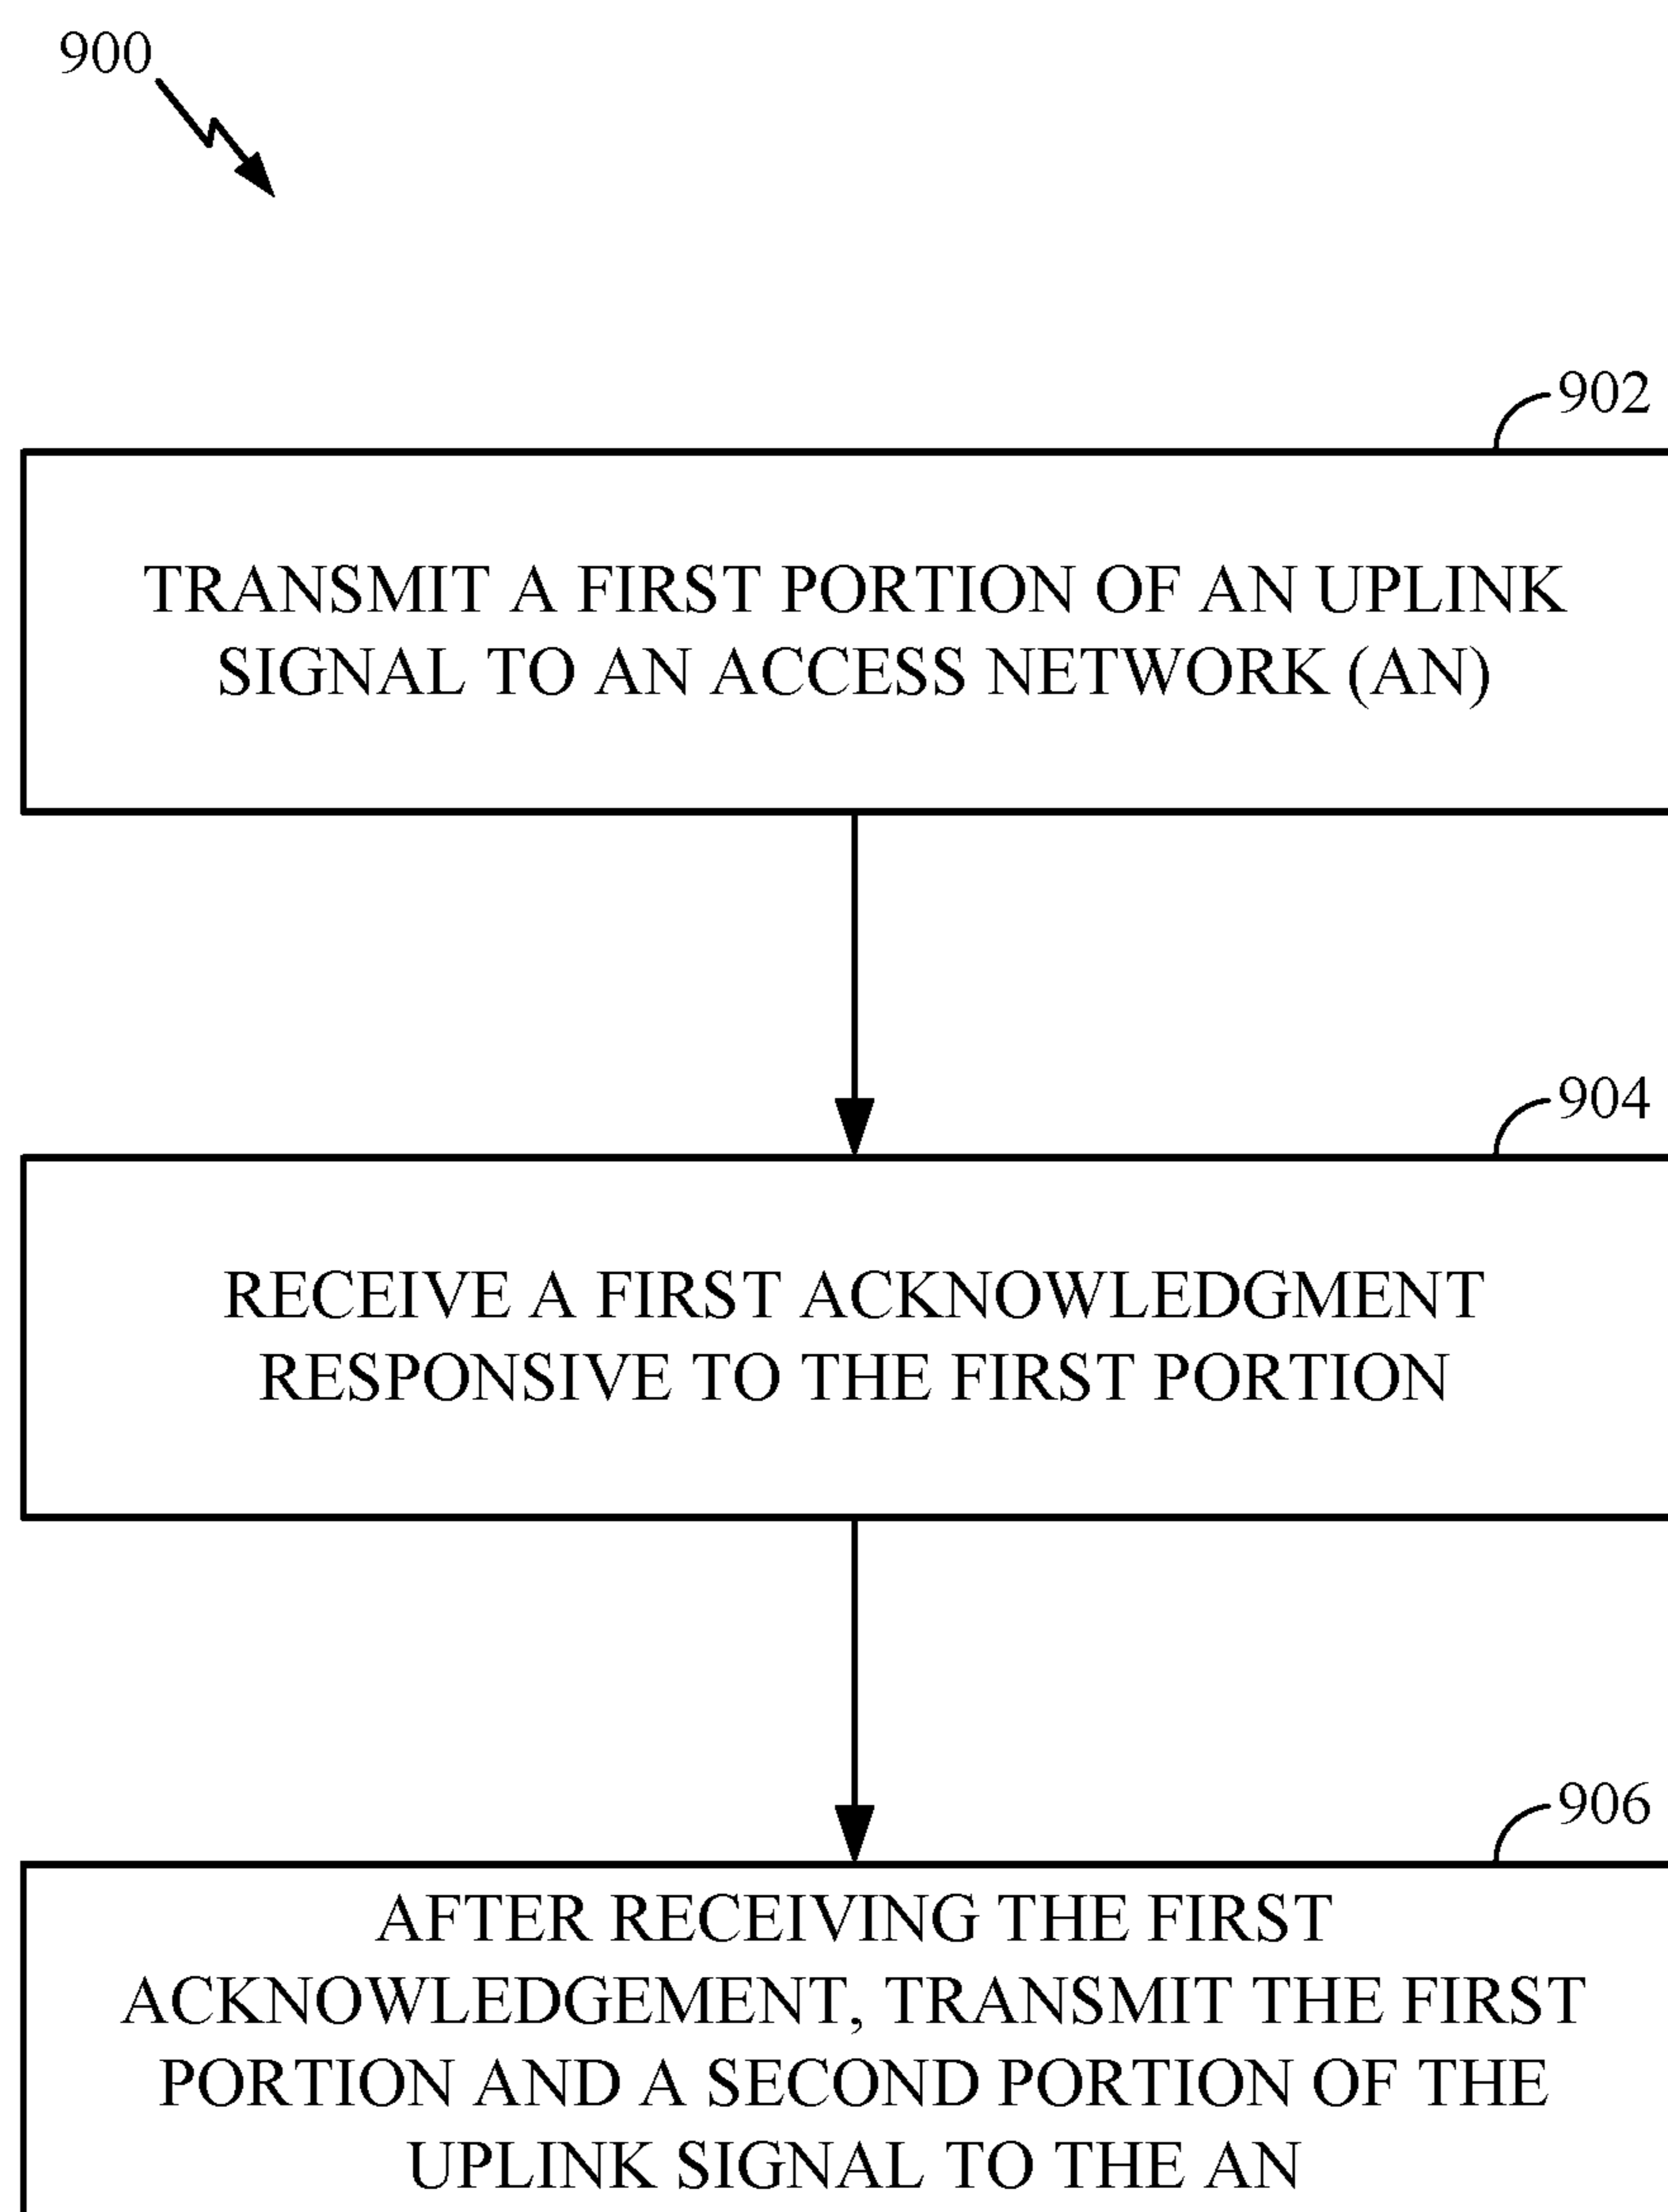 900
902
TRANSMIT A FIRST PORTION OF AN UPLINK
SIGNAL TO AN ACCESS NETWORK (AN)
904
RECEIVE A FIRST ACKNOWLEDGMENT
RESPONSIVE TO THE FIRST PORTION
906
AFTER RECEIVING THE FIRST
ACKNOWLEDGEMENT, TRANSMIT THE FIRST
PORTION AND A SECOND PORTION OF THE
UPLINK SIGNAL TO THE AN